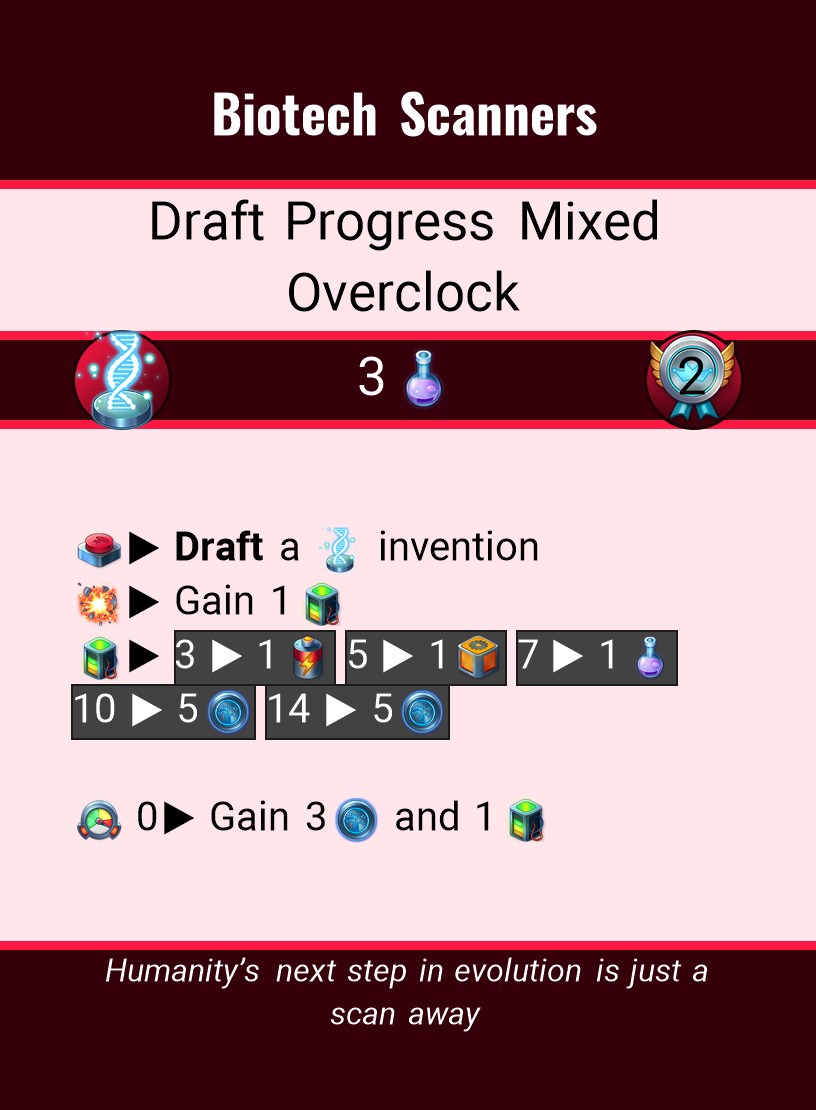 Biotech Scanners
Draft Progress Mixed
Overclock
3 2
▶ Draft a invention
▶ Gain 1
▶ 3 ▶ 1 5 ▶ 1 7 ▶ 1
10 ▶ 5 14 ▶ 5
0▶ Gain 3 and 1
Humanity’s next step in evolution is just a
scan away